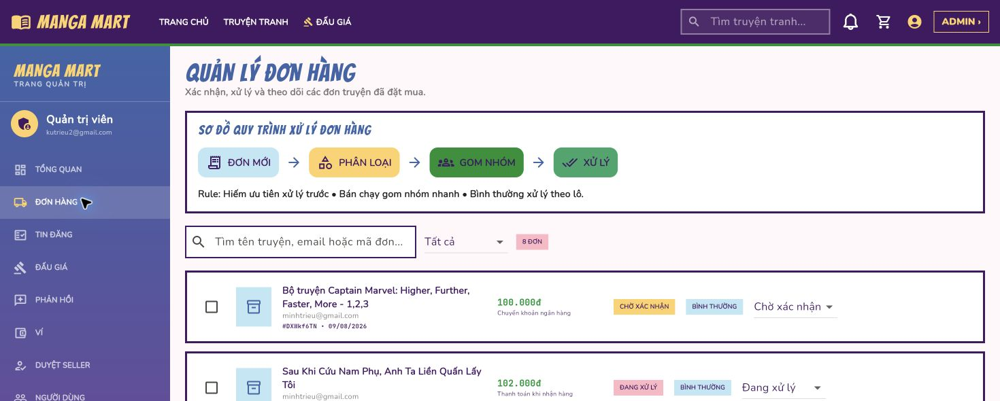 MANGA MART
TRANG CHỦ
TRUYỆN TRANH
ĐẤU GIÁ
Tìm truyện tranh...
ADMIN ›
MANGA MART
TRANG QUẢN TRỊ
Quản trị viên
kutrieu2@gmail.com
TỔNG QUAN
ĐƠN HÀNG
TIN ĐĂNG
ĐẤU GIÁ
PHẢN HỒI
VÍ
DUYỆT SELLER
NGƯỜI DÙNG
QUẢN LÝ ĐƠN HÀNG
Xác nhận, xử lý và theo dõi các đơn truyện đã đặt mua.
SƠ ĐỒ QUY TRÌNH XỬ LÝ ĐƠN HÀNG
ĐƠN MỚI → PHÂN LOẠI → GOM NHÓM → XỬ LÝ
Rule: Hiếm ưu tiên xử lý trước • Bán chạy gom nhóm nhanh • Bình thường xử lý theo lô.
Tìm tên truyện, email hoặc mã đơn...
Tất cả
8 ĐƠN
Bộ truyện Captain Marvel: Higher, Further,
Faster, More - 1,2,3
minhtrieu@gmail.com
#DXWkf6TN • 09/08/2026
100.000đ
Chuyển khoản ngân hàng
CHỜ XÁC NHẬN
BÌNH THƯỜNG
Chờ xác nhận
Sau Khi Cứu Nam Phụ, Anh Ta Liền Quấn Lấy
Tôi
minhtrieu@gmail.com
102.000đ
Thanh toán khi nhận hàng
ĐANG XỬ LÝ
BÌNH THƯỜNG
Đang xử lý